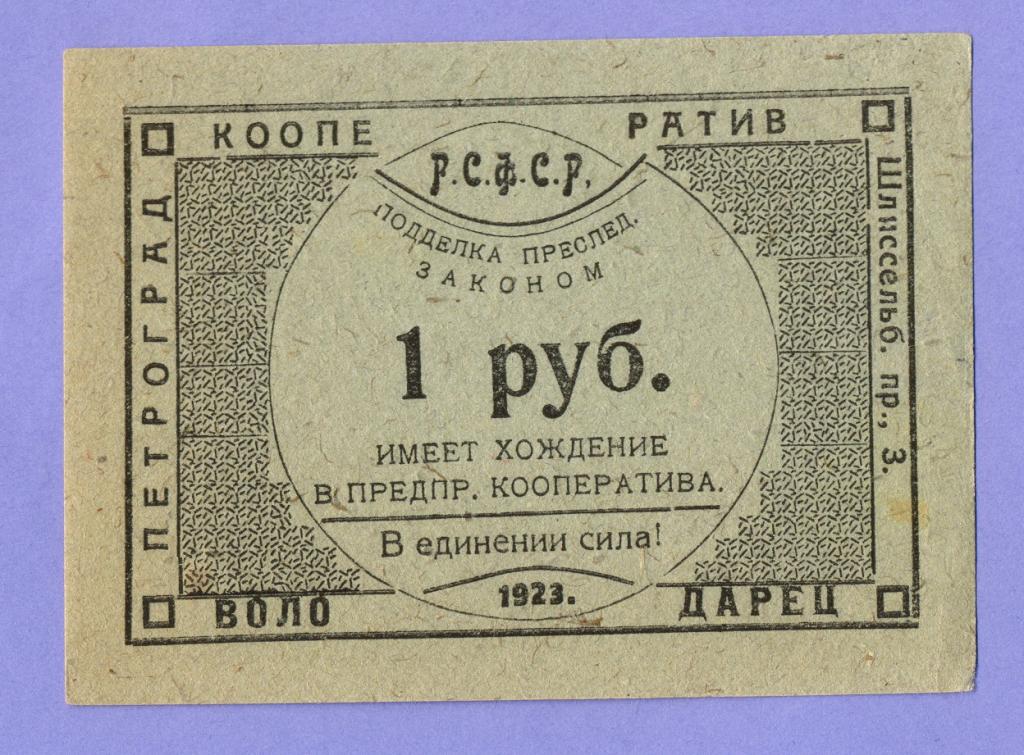 КООПЕ РАТИВ
Р.С.Ф.С.Р.
ПОДДЕЛКА ПРЕСЛЕД.
ЗАКОНОМ
1 руб.
ИМЕЕТ ХОЖДЕНИЕ
В ПРЕДПР. КООПЕРАТИВА.
В единении сила!
1923.
ВОЛО ДАРЕЦ
ПЕТРОГРАД
Шлиссельб. пр., 3.